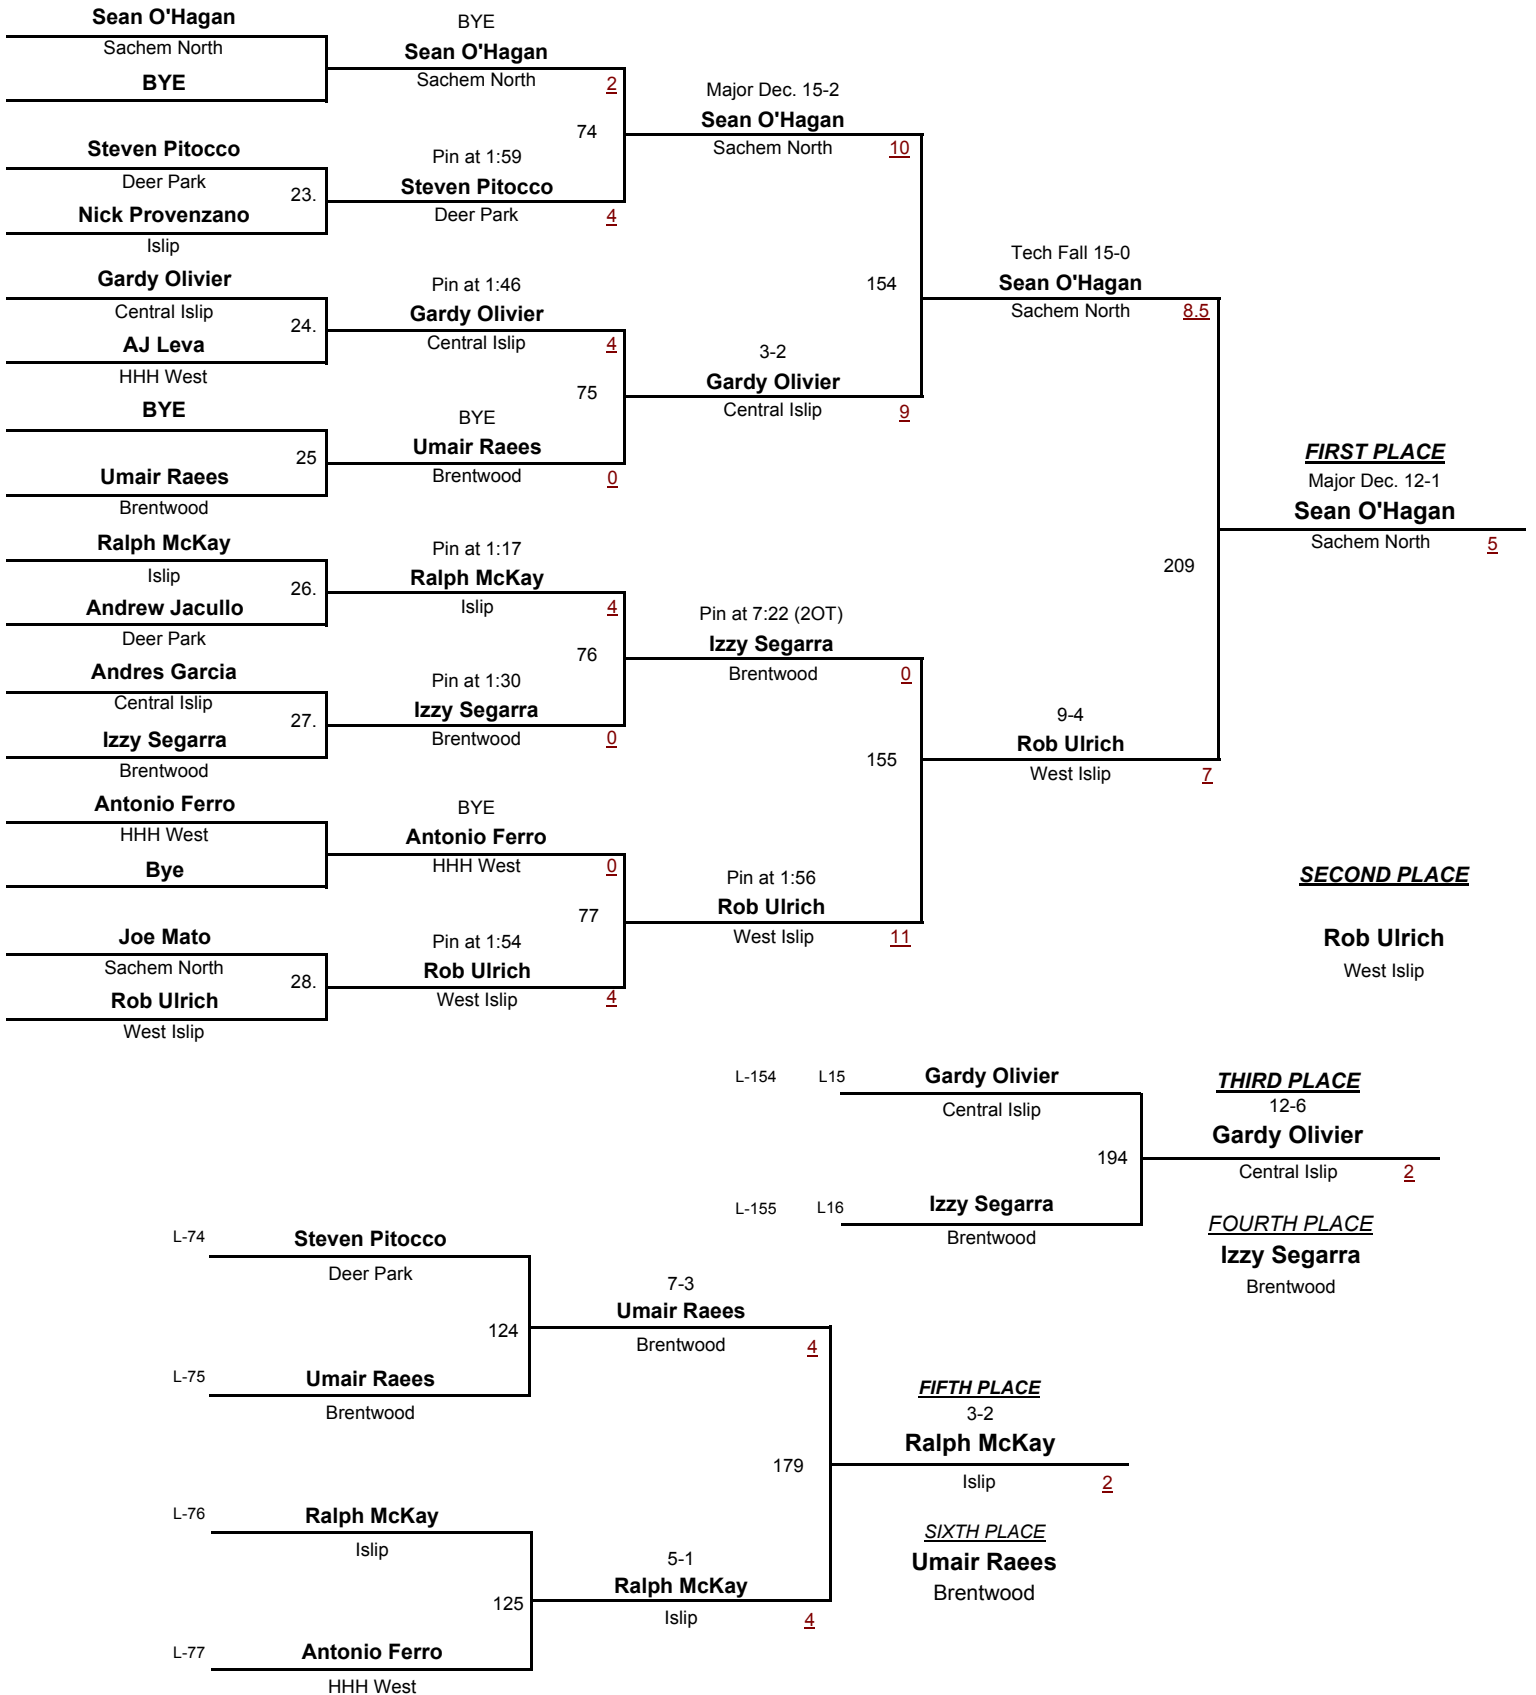 Sean O'Hagan
Sachem North
BYE
Steven Pitocco
Deer Park
23.
Nick Provenzano
Islip
Gardy Olivier
Central Islip
24.
AJ Leva
HHH West
BYE
25
Umair Raees
Brentwood
Ralph McKay
Islip
26.
Andrew Jacullo
Deer Park
Andres Garcia
Central Islip
27.
Izzy Segarra
Brentwood
Antonio Ferro
HHH West
Bye
Joe Mato
Sachem North
28.
Rob Ulrich
West Islip
BYE
Sean O'Hagan
Sachem North 2
74
Pin at 1:59
Steven Pitocco
Deer Park 4
Pin at 1:46
Gardy Olivier
Central Islip 4
75
BYE
Umair Raees
Brentwood 0
Pin at 1:17
Ralph McKay
Islip 4
76
Pin at 1:30
Izzy Segarra
Brentwood 0
BYE
Antonio Ferro
HHH West 0
77
Pin at 1:54
Rob Ulrich
West Islip 4
Major Dec. 15-2
Sean O'Hagan
Sachem North 10
154
3-2
Gardy Olivier
Central Islip 9
Pin at 7:22 (2OT)
Izzy Segarra
Brentwood 0
155
Pin at 1:56
Rob Ulrich
West Islip 11
Tech Fall 15-0
Sean O'Hagan
Sachem North 8.5
209
9-4
Rob Ulrich
West Islip 7
FIRST PLACE
Major Dec. 12-1
Sean O'Hagan
Sachem North 5
SECOND PLACE
Rob Ulrich
West Islip
L-154 L15 Gardy Olivier
Central Islip
194
L-155 L16 Izzy Segarra
Brentwood
THIRD PLACE
12-6
Gardy Olivier
Central Islip 2
FOURTH PLACE
Izzy Segarra
Brentwood
L-74 Steven Pitocco
Deer Park
124
L-75 Umair Raees
Brentwood
L-76 Ralph McKay
Islip
125
L-77 Antonio Ferro
HHH West
7-3
Umair Raees
Brentwood 4
179
5-1
Ralph McKay
Islip 4
FIFTH PLACE
3-2
Ralph McKay
Islip 2
SIXTH PLACE
Umair Raees
Brentwood